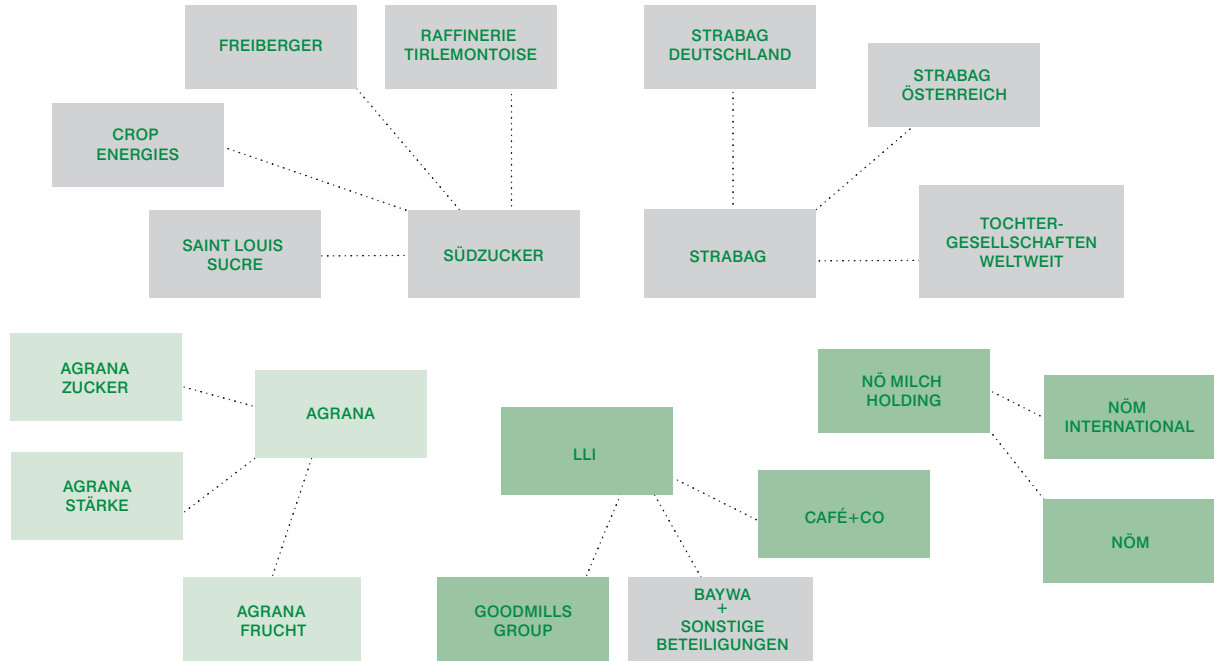 FREIBERGER
RAFFINERIE
TIRLEMONTOISE
STRABAG
DEUTSCHLAND
STRABAG
ÖSTERREICH
CROP
ENERGIES
SAINT LOUIS
SUCRE
SÜDZUCKER
STRABAG
TOCHTER-
GESELLSCHAFTEN
WELTWEIT
AGRANA
ZUCKER
AGRANA
NÖ MILCH
HOLDING
NÖM
INTERNATIONAL
LLI
AGRANA
STÄRKE
CAFÉ+CO
NÖM
AGRANA
FRUCHT
GOODMILLS
GROUP
BAYWA
+
SONSTIGE
BETEILIGUNGEN